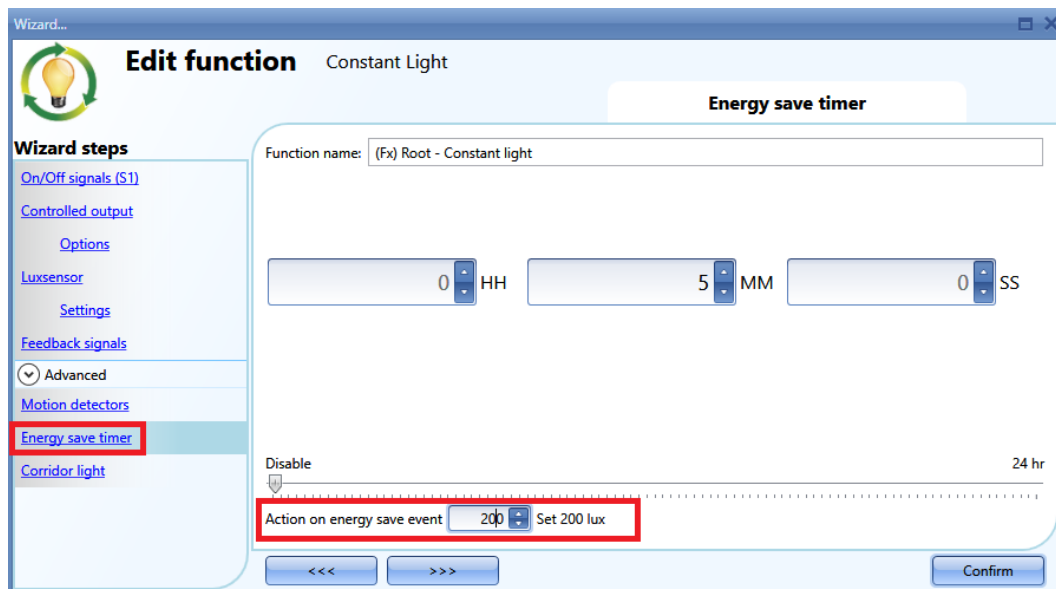 Wizard...
Edit function Constant Light
Energy save timer
Wizard steps
On/Off signals (S1)
Controlled output
Options
Luxsensor
Settings
Feedback signals
Advanced
Motion detectors
Energy save timer
Corridor light
Function name: (Fx) Root - Constant light
0 HH 5 MM 0 SS
Disable 24 hr
Action on energy save event 200 Set 200 lux
<<< >>> Confirm